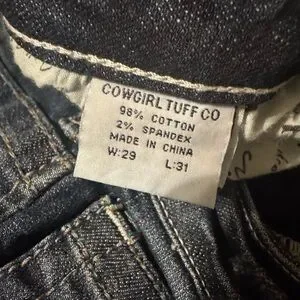 COWGIRL TUFF CO
98% COTTON
2% SPANDEX
MADE IN CHINA
W:29 L:31